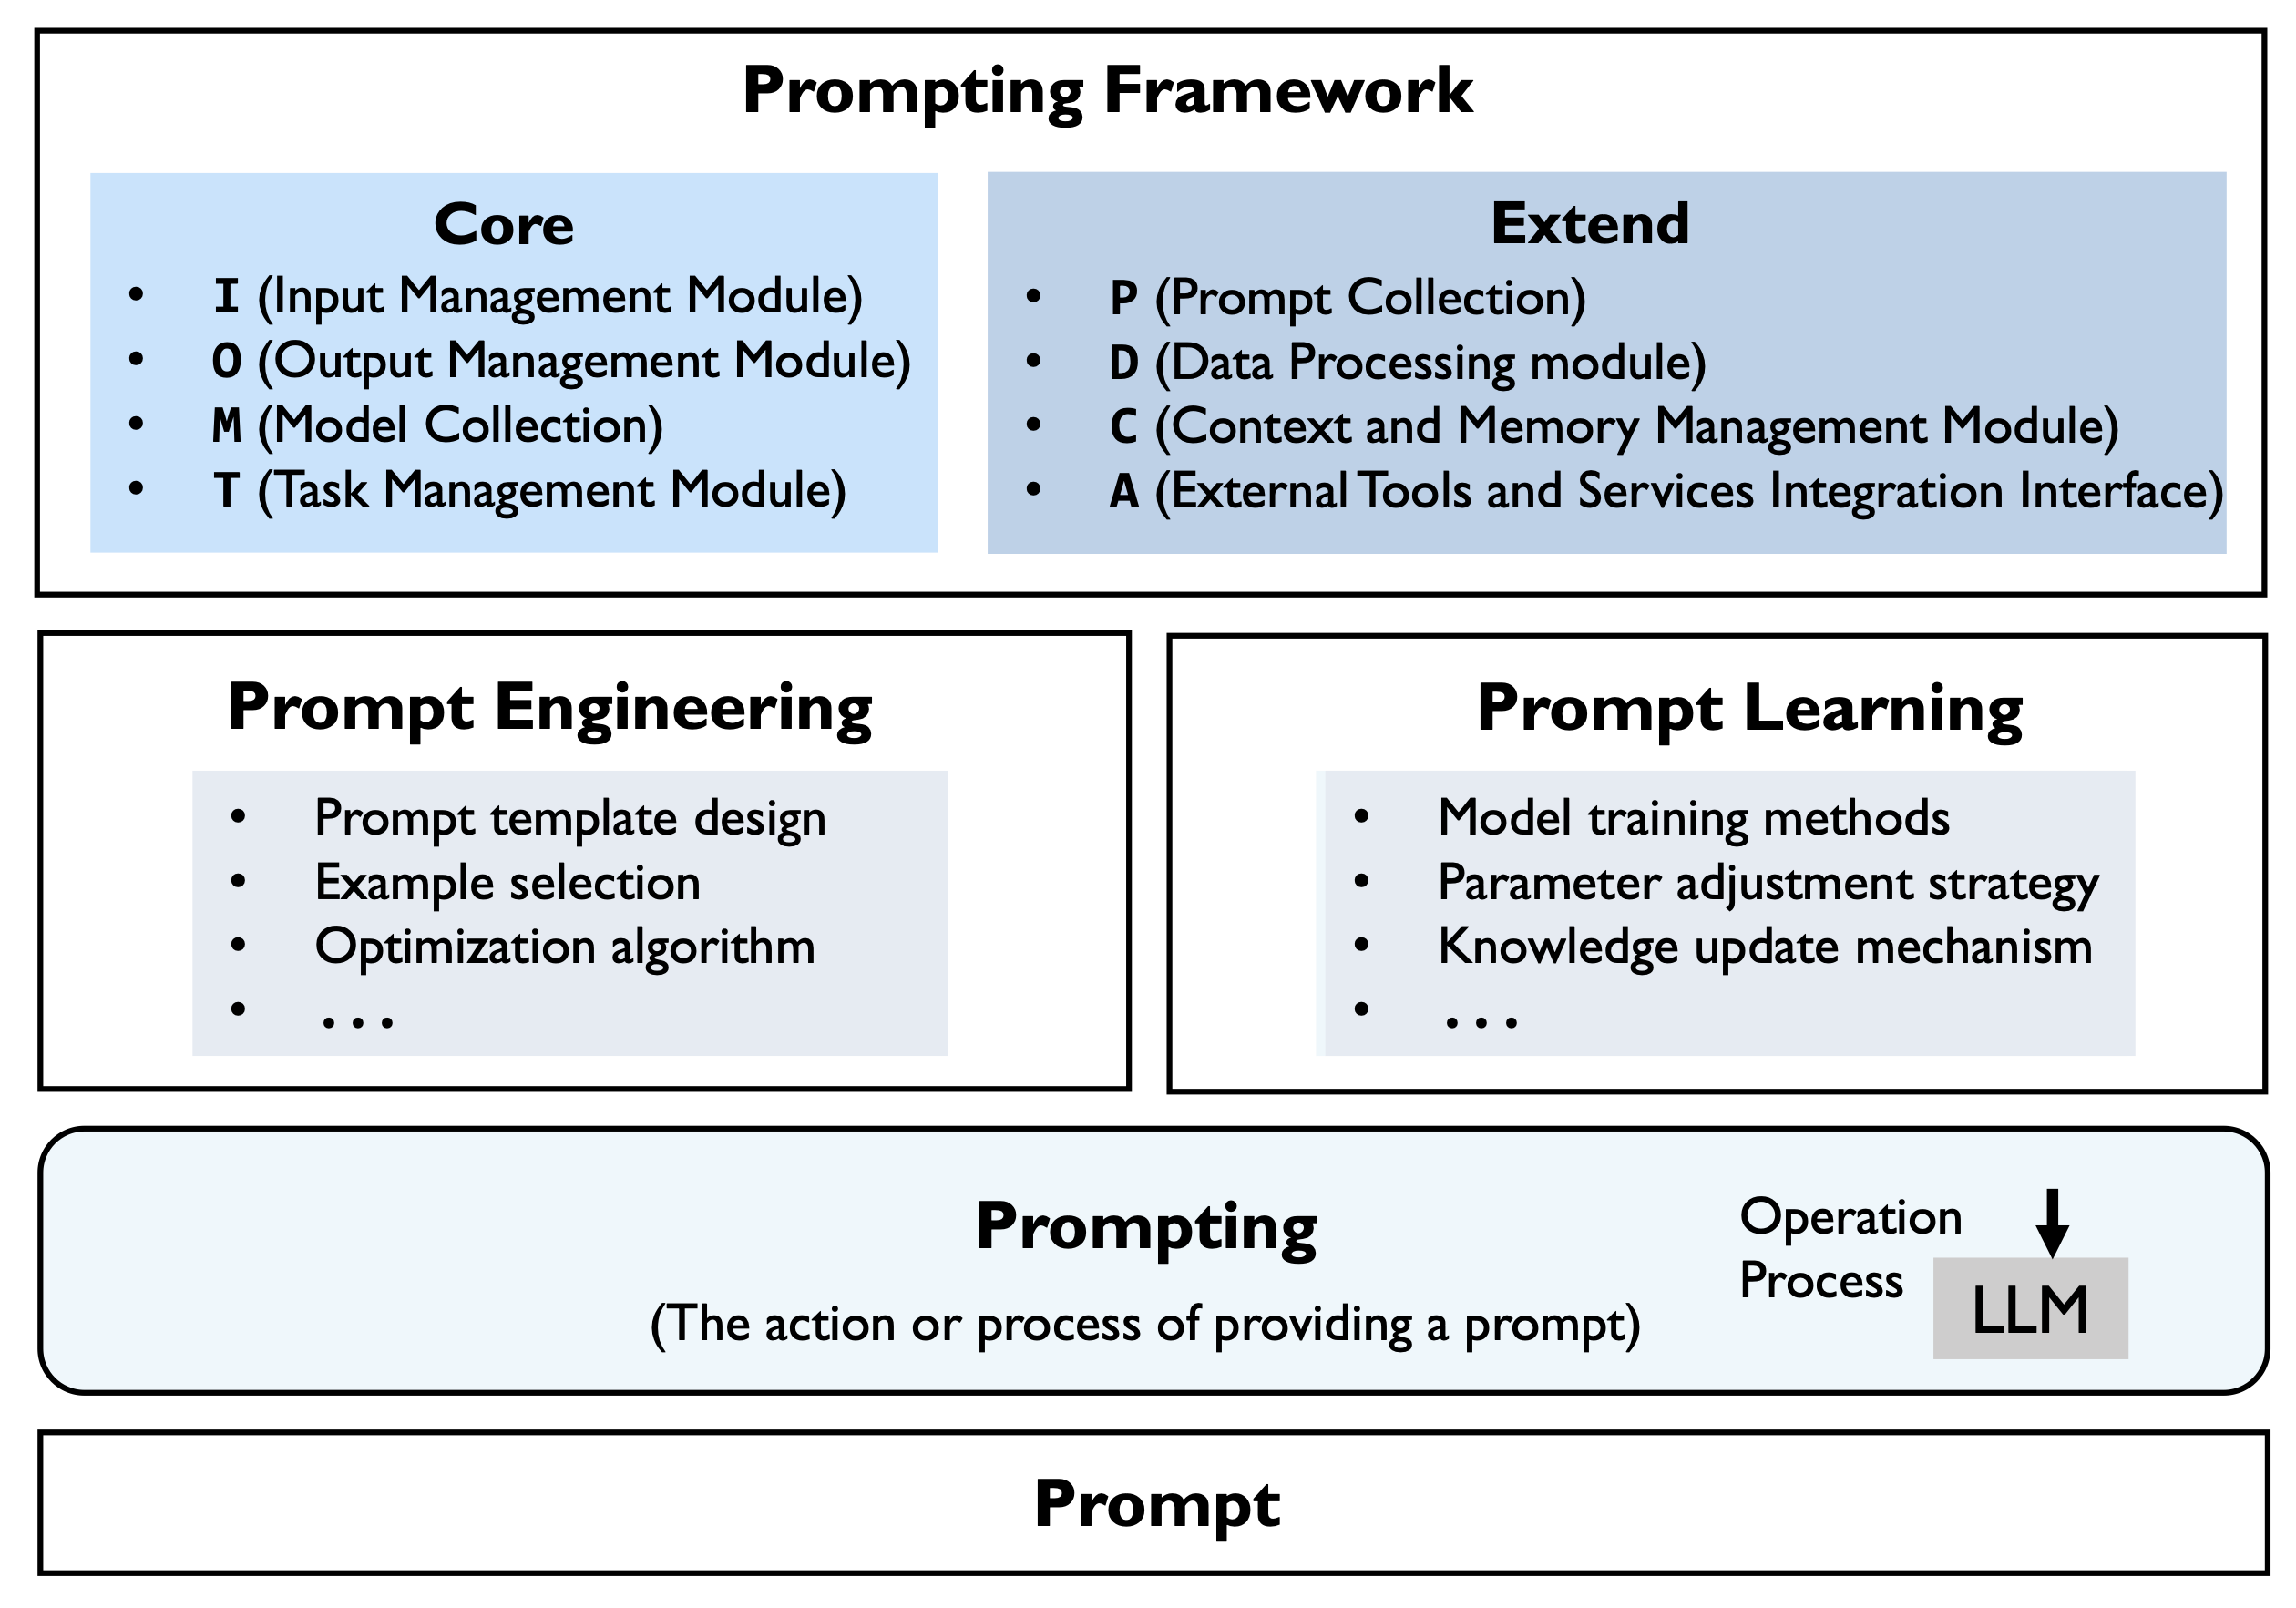 Prompting Framework
Core
• I (Input Management Module)
• O (Output Management Module)
• M (Model Collection)
• T (Task Management Module)
Extend
• P (Prompt Collection)
• D (Data Processing module)
• C (Context and Memory Management Module)
• A (External Tools and Services Integration Interface)
Prompt Engineering
• Prompt template design
• Example selection
• Optimization algorithm
• ...
Prompt Learning
• Model training methods
• Parameter adjustment strategy
• Knowledge update mechanism
• ...
Prompting
(The action or process of providing a prompt)
Operation
Process
LLM
Prompt